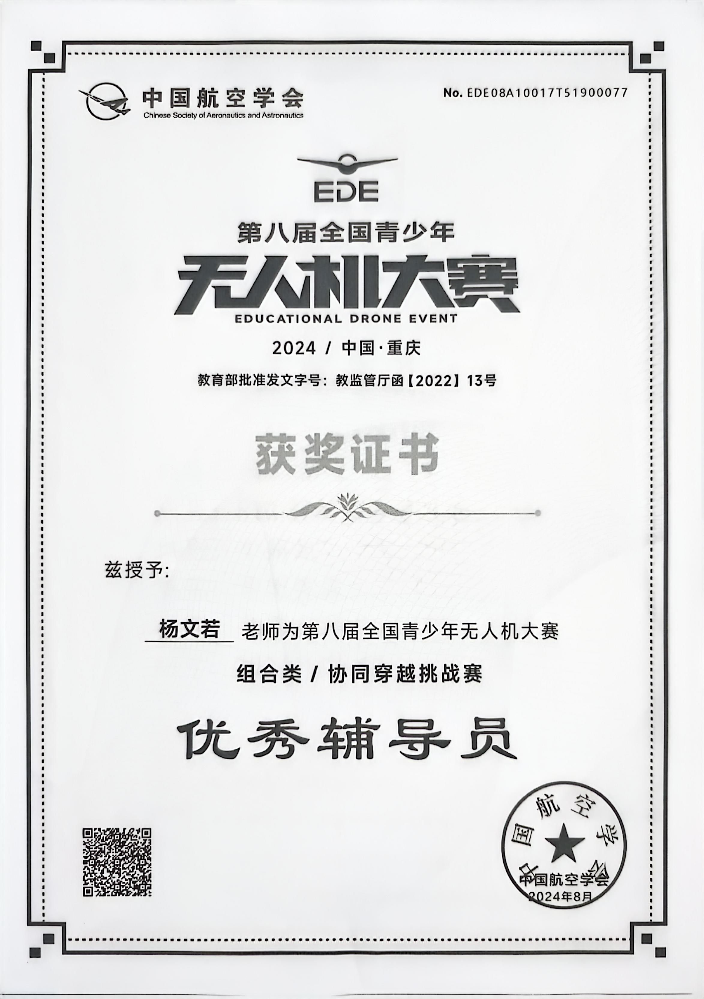 中国航空学会
Chinese Society of Aeronautics and Astronautics
No. EDE08A10017T51900077
EDE
第八届全国青少年
无人机大赛
EDUCATIONAL DRONE EVENT
2024 / 中国·重庆
教育部批准发文字号：教监管厅函【2022】13号
获奖证书
兹授予:
杨文若 老师为第八届全国青少年无人机大赛
组合类 / 协同穿越挑战赛
优秀辅导员
中国航空学会
中国航空学会
2024年8月